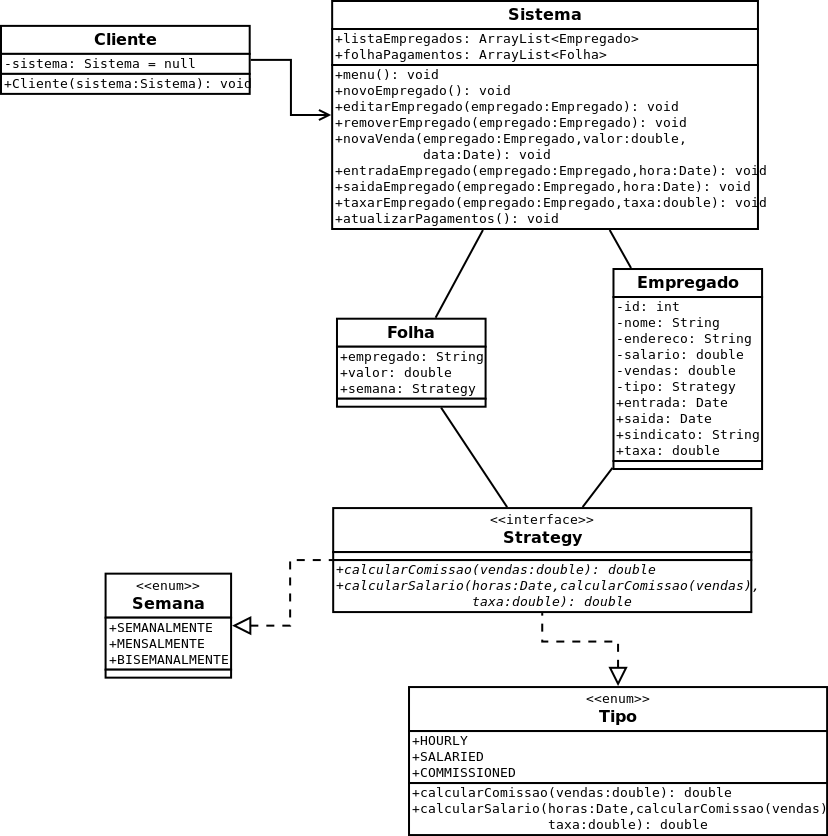 Cliente
-sistema: Sistema = null
+Cliente(sistema:Sistema): void
Sistema
+listaEmpregados: ArrayList<Empregado>
+folhaPagamentos: ArrayList<Folha>
+menu(): void
+novoEmpregado(): void
+editarEmpregado(empregado:Empregado): void
+removerEmpregado(empregado:Empregado): void
+novaVenda(empregado:Empregado,valor:double,
data:Date): void
+entradaEmpregado(empregado:Empregado,hora:Date): void
+saidaEmpregado(empregado:Empregado,hora:Date): void
+taxarEmpregado(empregado:Empregado,taxa:double): void
+atualizarPagamentos(): void
Folha
+empregado: String
+valor: double
+semana: Strategy
Empregado
-id: int
-nome: String
-endereco: String
-salario: double
-vendas: double
-tipo: Strategy
+entrada: Date
+saida: Date
+sindicato: String
+taxa: double
<<interface>>
Strategy
+calcularComissao(vendas:double): double
+calcularSalario(horas:Date,calcularComissao(vendas),
taxa:double): double
<<enum>>
Semana
+SEMANALMENTE
+MENSALMENTE
+BISEMANALMENTE
<<enum>>
Tipo
+HOURLY
+SALARIED
+COMMISSIONED
+calcularComissao(vendas:double): double
+calcularSalario(horas:Date,calcularComissao(vendas)
taxa:double): double